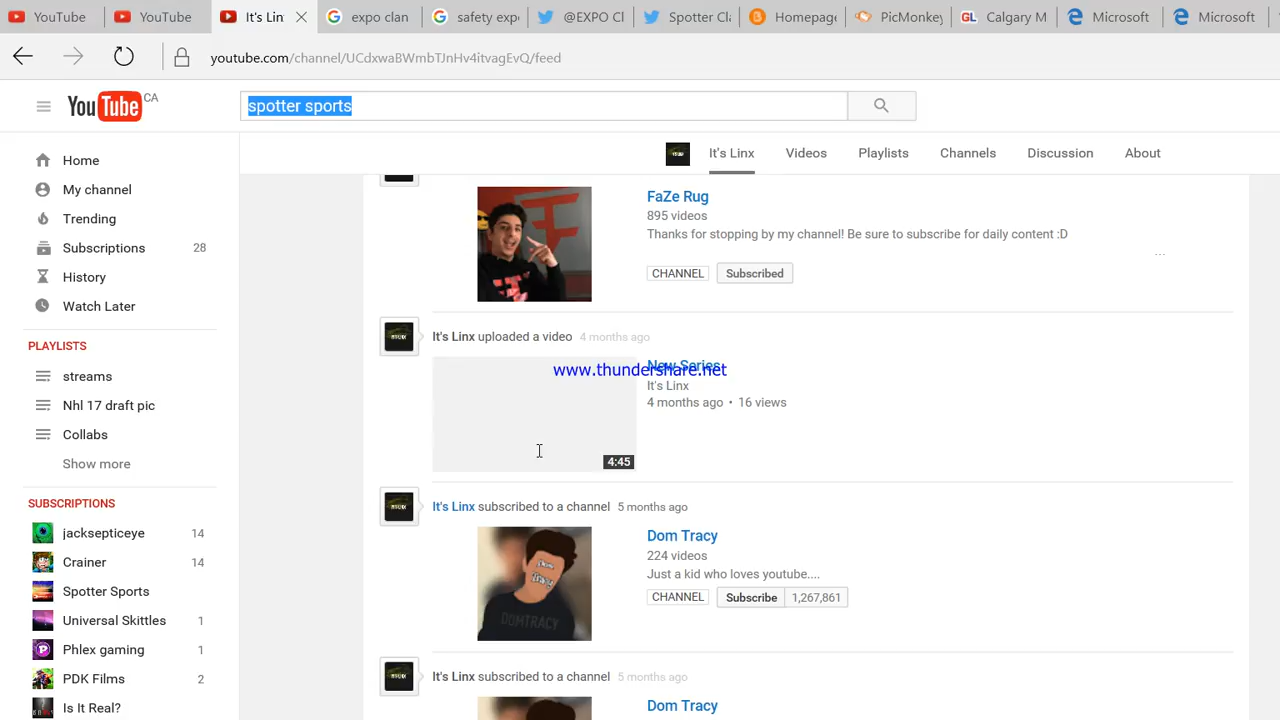 YouTube
YouTube
It's Lin
expo clan
safety expo
@EXPO Cl
Spotter Cla
Homepage
PicMonkey
Calgary M
Microsoft
Microsoft
youtube.com/channel/UCdxwaBWmbTJnHv4itvagEvQ/feed
YouTube CA
spotter sports
It's Linx
Videos
Playlists
Channels
Discussion
About
Home
My channel
Trending
Subscriptions 28
History
Watch Later
PLAYLISTS
streams
Nhl 17 draft pic
Collabs
Show more
SUBSCRIPTIONS
jacksepticeye 14
Crainer 14
Spotter Sports
Universal Skittles 1
Phlex gaming 1
PDK Films 2
Is It Real?
FaZe Rug
895 videos
Thanks for stopping by my channel! Be sure to subscribe for daily content :D
...
CHANNEL Subscribed
It's Linx uploaded a video 4 months ago
New Series
www.thundershare.net
It's Linx
4 months ago • 16 views
4:45
It's Linx subscribed to a channel 5 months ago
Dom Tracy
224 videos
Just a kid who loves youtube....
CHANNEL Subscribe 1,267,861
DOMTRACY
It's Linx subscribed to a channel 5 months ago
Dom Tracy